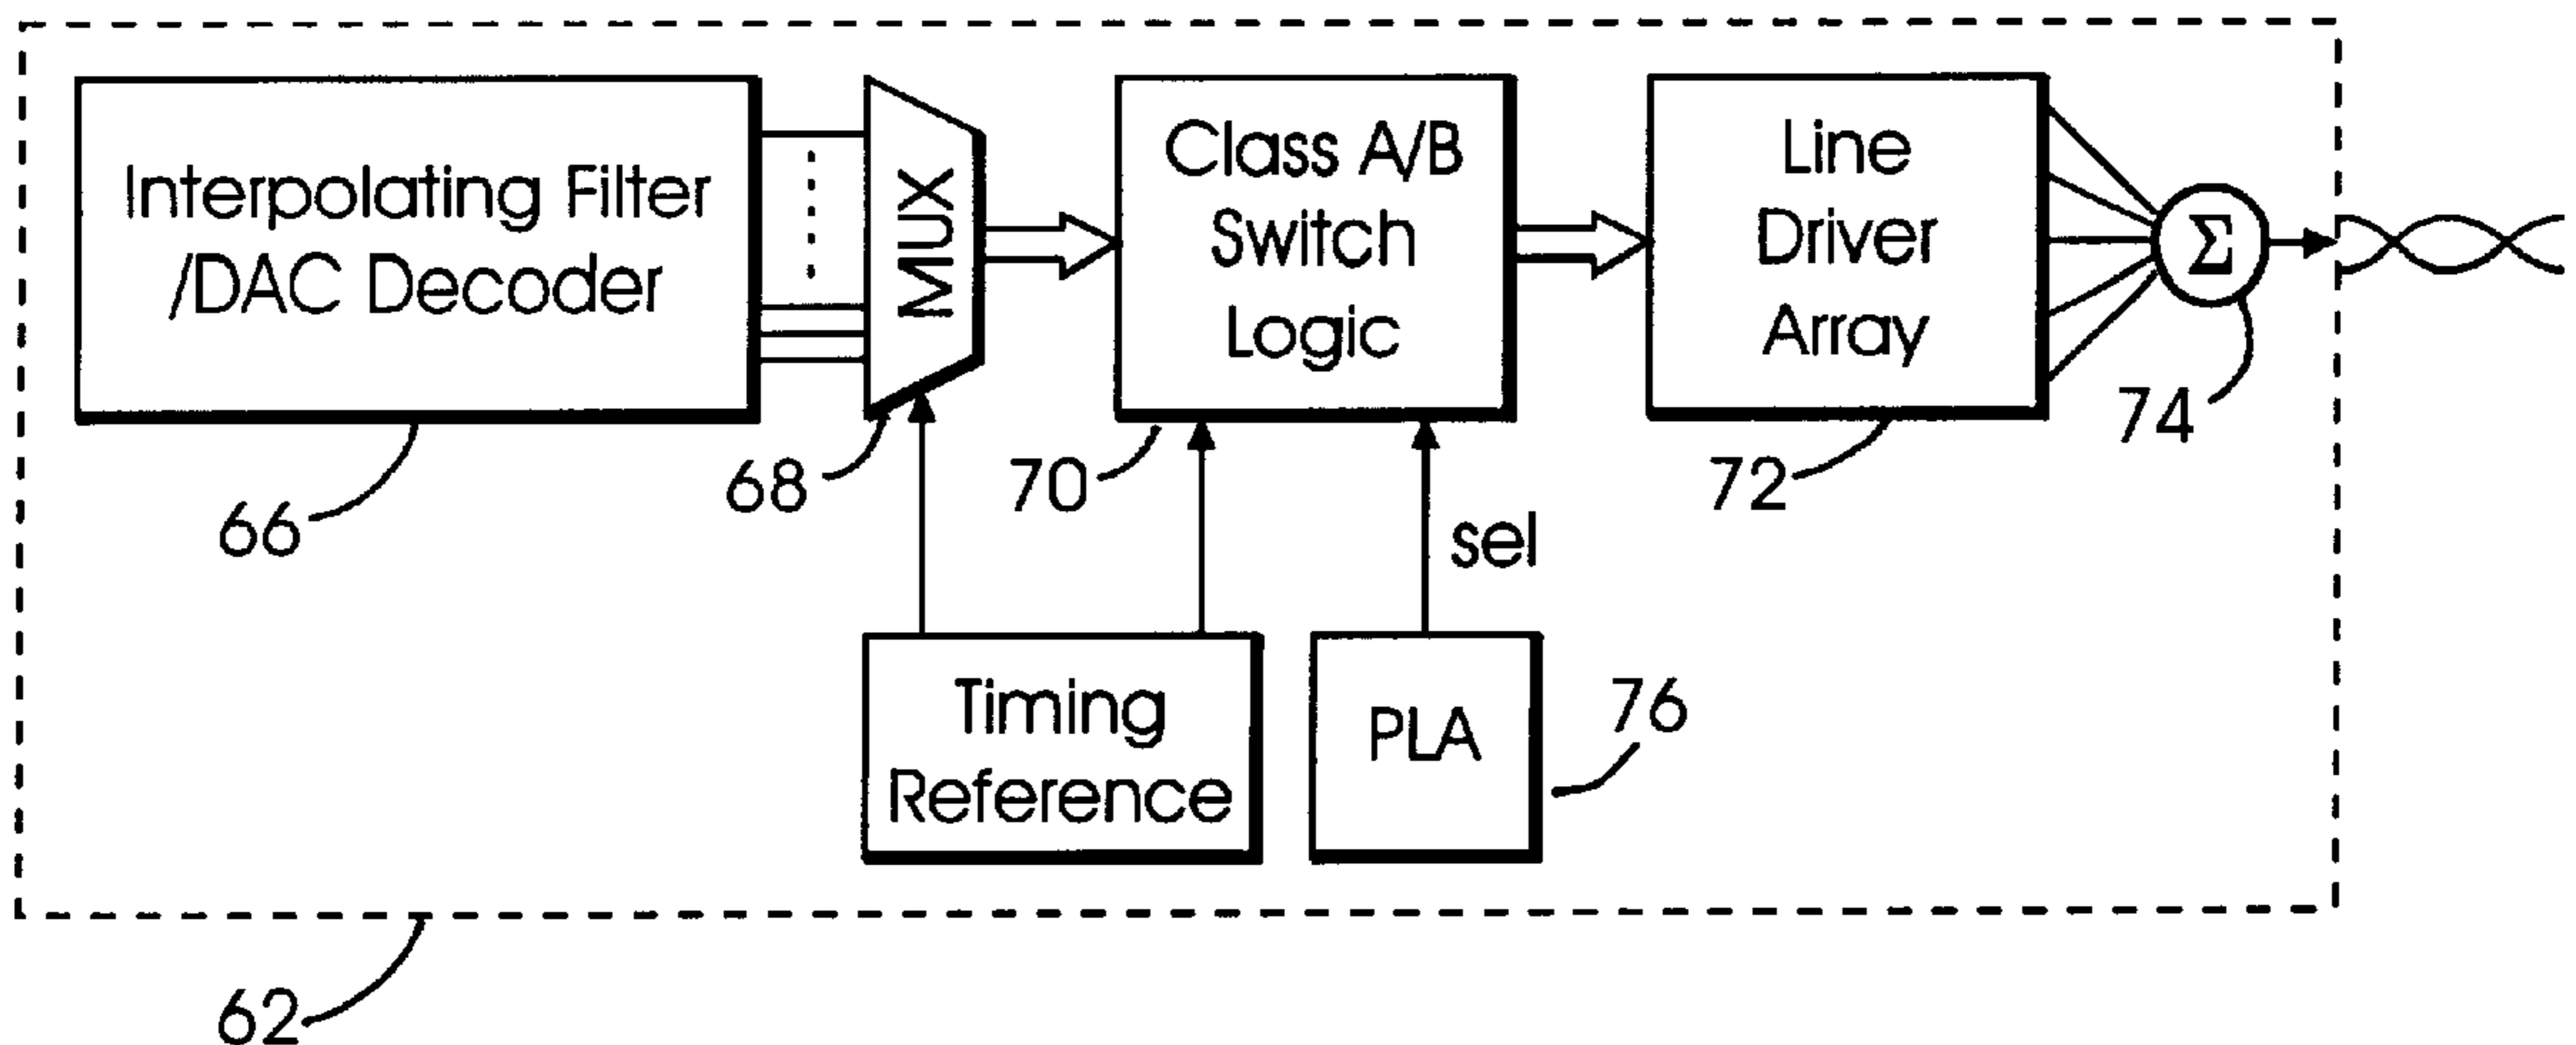 Interpolating Filter
/DAC Decoder
MUX
Class A/B
Switch
Logic
Line
Driver
Array
Σ
66
68
70
72
74
sel
Timing
Reference
PLA
76
62